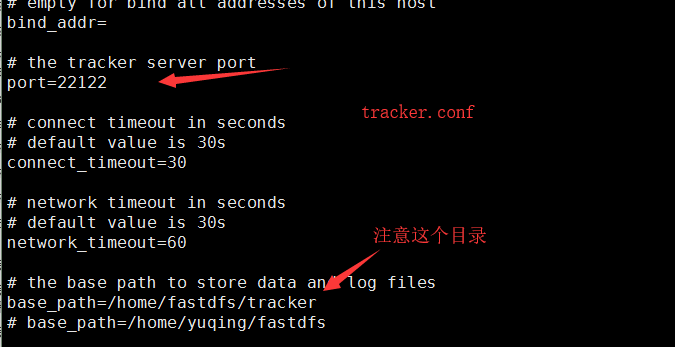 # empty for bind all addresses of this host
bind_addr=
# the tracker server port
port=22122
tracker.conf
# connect timeout in seconds
# default value is 30s
connect_timeout=30
# network timeout in seconds
# default value is 30s
network_timeout=60
注意这个目录
# the base path to store data and log files
base_path=/home/fastdfs/tracker
# base_path=/home/yuqing/fastdfs